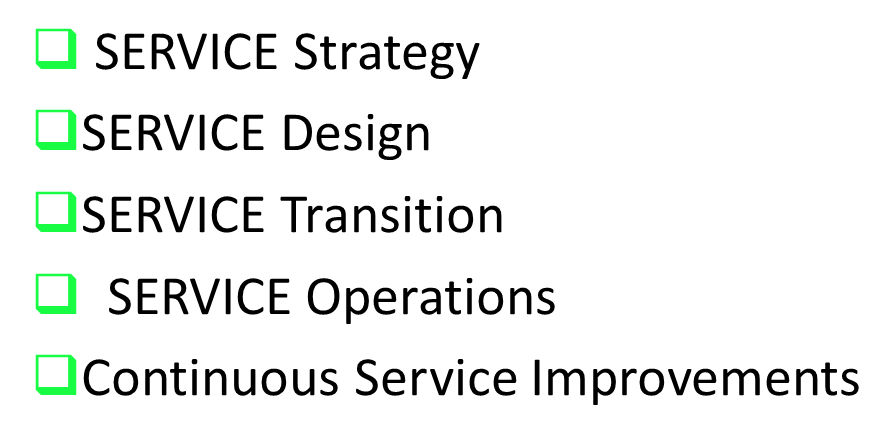 SERVICE Strategy
SERVICE Design
SERVICE Transition
SERVICE Operations
Continuous Service Improvements